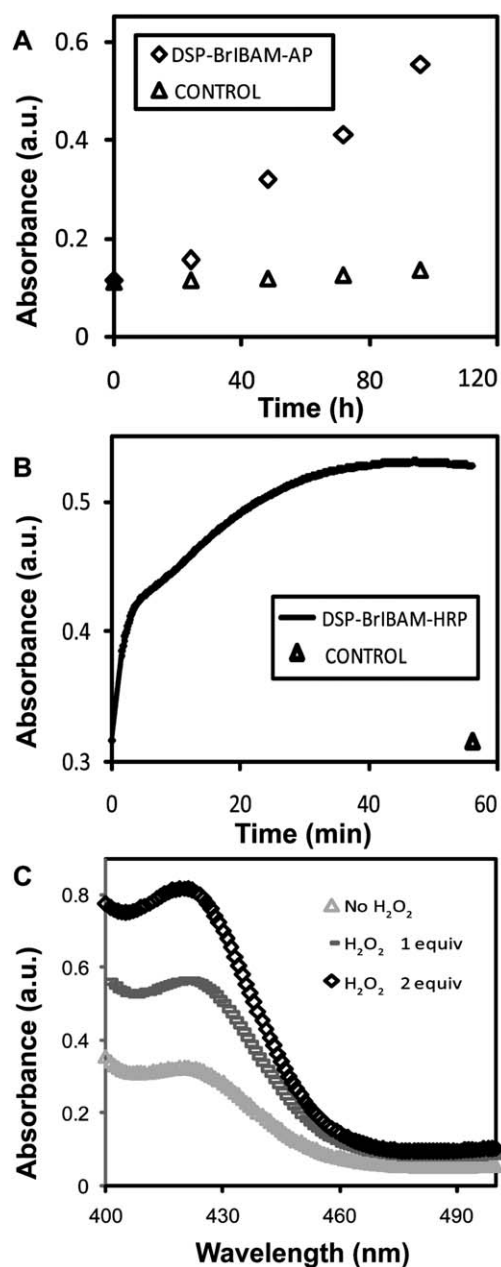 A
0.6
DSP-BrIBAM-AP
CONTROL
0.4
0.2
0
Absorbance (a.u.)
0 40 80 120
Time (h)
B
0.5
0.4
DSP-BrIBAM-HRP
CONTROL
0.3
Absorbance (a.u.)
0 20 40 60
Time (min)
C
0.8
No H₂O₂
H₂O₂ 1 equiv
0.6
H₂O₂ 2 equiv
0.4
0.2
0
Absorbance (a.u.)
400 430 460 490
Wavelength (nm)